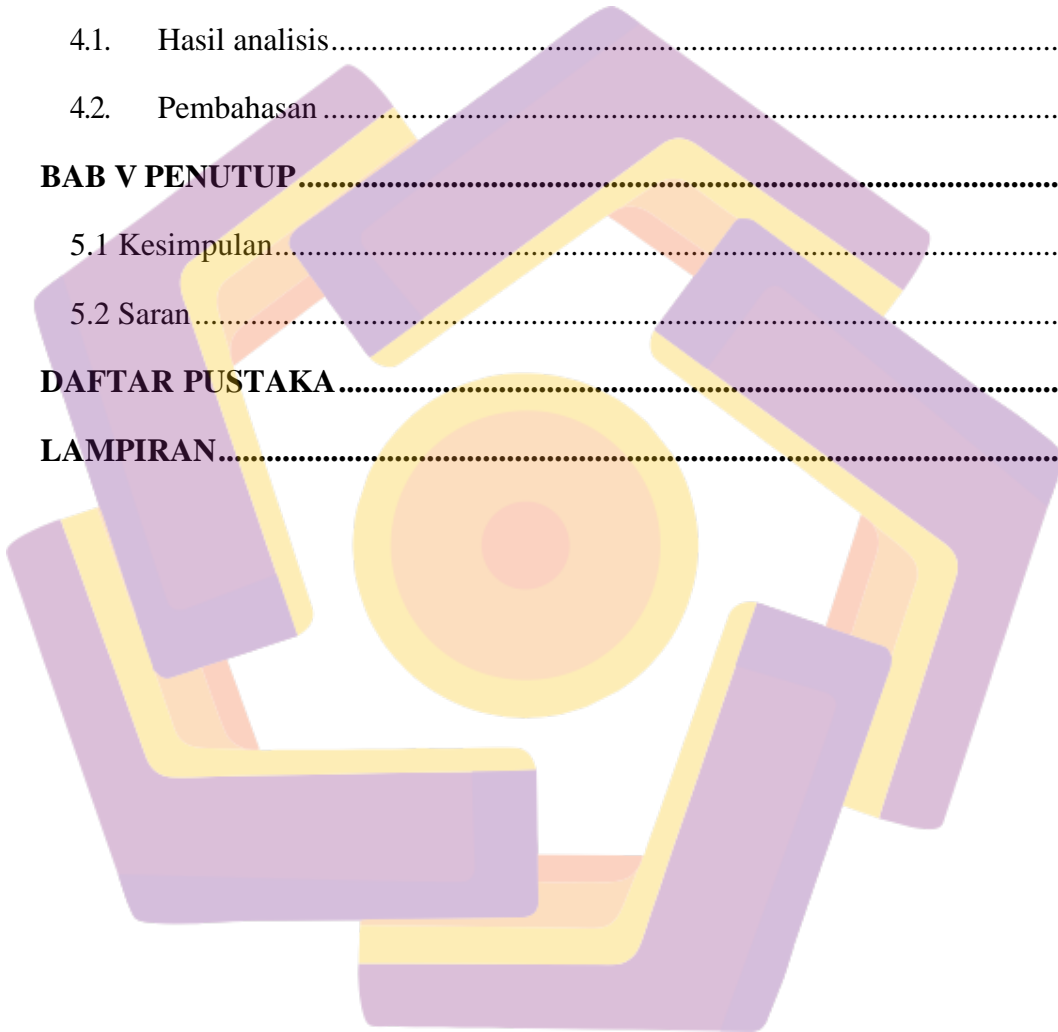 4.1. Hasil analisis....................................................................................................
4.2. Pembahasan .....................................................................................................
BAB V PENUTUP....................................................................................................
5.1 Kesimpulan.......................................................................................................
5.2 Saran..................................................................................................................
DAFTAR PUSTAKA...............................................................................................
LAMPIRAN..............................................................................................................